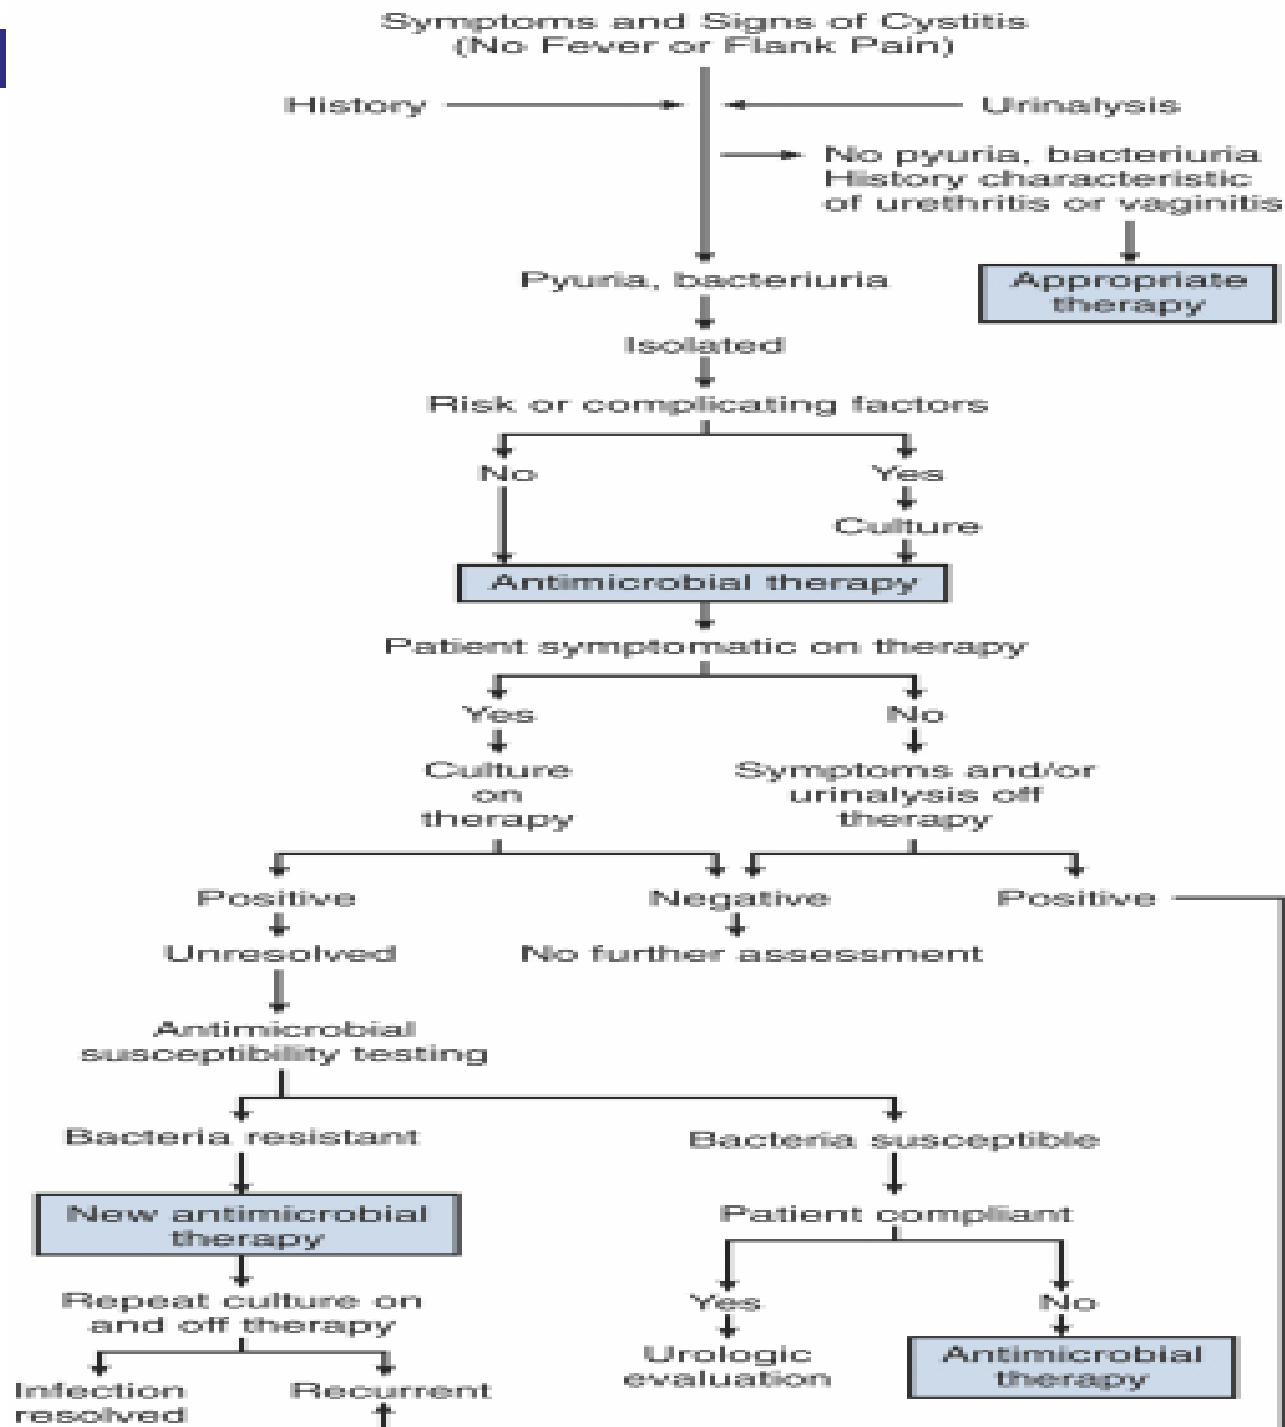 Symptoms and Signs of Cystitis
(No Fever or Flank Pain)
History
Urinalysis
No pyuria, bacteriuria
History characteristic
of urethritis or vaginitis
Appropriate
therapy
Pyuria, bacteriuria
Isolated
Risk or complicating factors
No
Yes
Culture
Antimicrobial therapy
Patient symptomatic on therapy
Yes
No
Culture
on
therapy
Symptoms and/or
urinalysis off
therapy
Positive
Negative
Positive
Unresolved
No further assessment
Antimicrobial
susceptibility testing
Bacteria resistant
Bacteria susceptible
New antimicrobial
therapy
Patient compliant
Repeat culture on
and off therapy
Yes
No
Urologic
evaluation
Antimicrobial
therapy
Infection
resolved
Recurrent